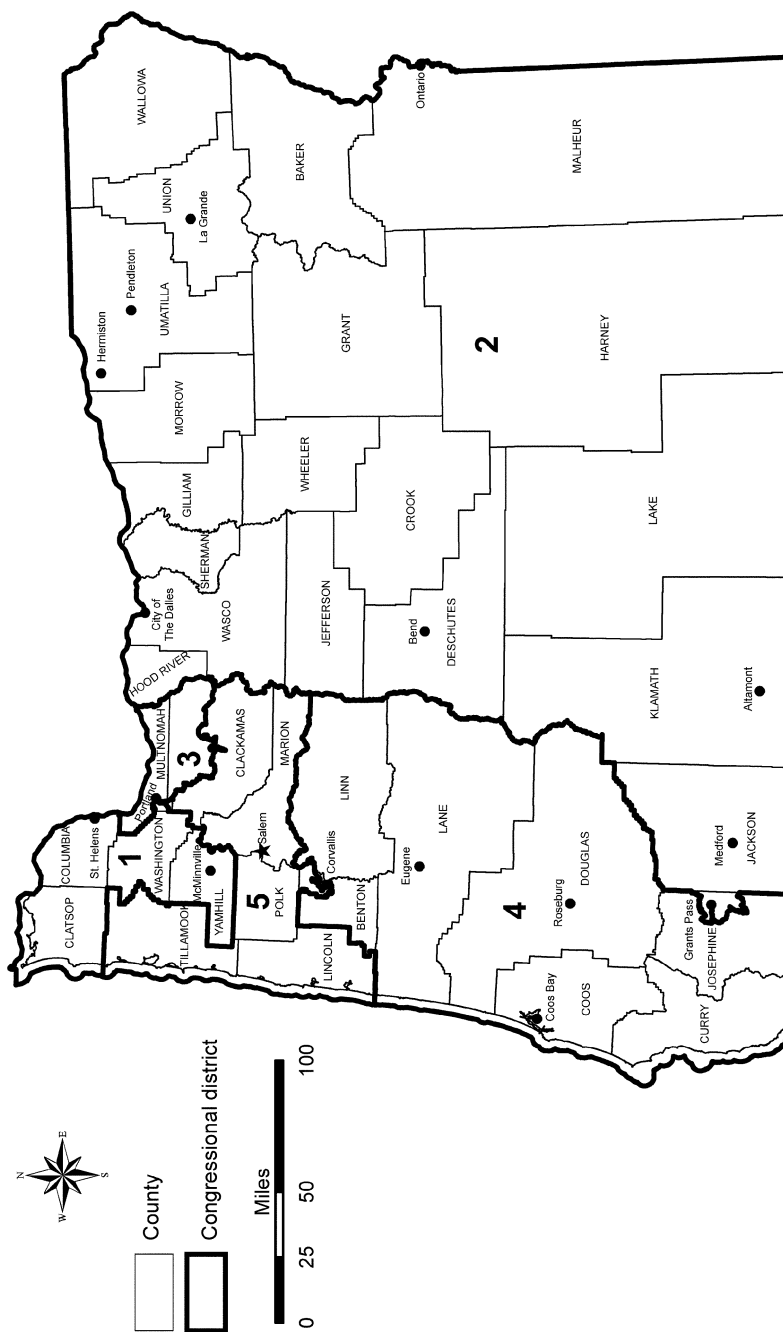 N
W
E
S
County
Congressional district
Miles
0
25
50
100
CLATSOP
COLUMBIA
St. Helens
TILLAMOOK
1
WASHINGTON
Portland
MULTNOMAH
3
HOOD RIVER
McMinnville
YAMHILL
CLACKAMAS
5
POLK
Salem
MARION
LINCOLN
BENTON
Corvallis
LINN
LANE
Eugene
4
DOUGLAS
Roseburg
Coos Bay
COOS
CURRY
Grants Pass
JOSEPHINE
Medford
JACKSON
City of
The Dalles
WASCO
SHERMAN
GILLIAM
MORROW
Hermiston
Pendleton
UMATILLA
UNION
La Grande
WALLOWA
JEFFERSON
WHEELER
GRANT
BAKER
Bend
DESCHUTES
CROOK
2
HARNEY
Ontario
MALHEUR
LAKE
KLAMATH
Altamont